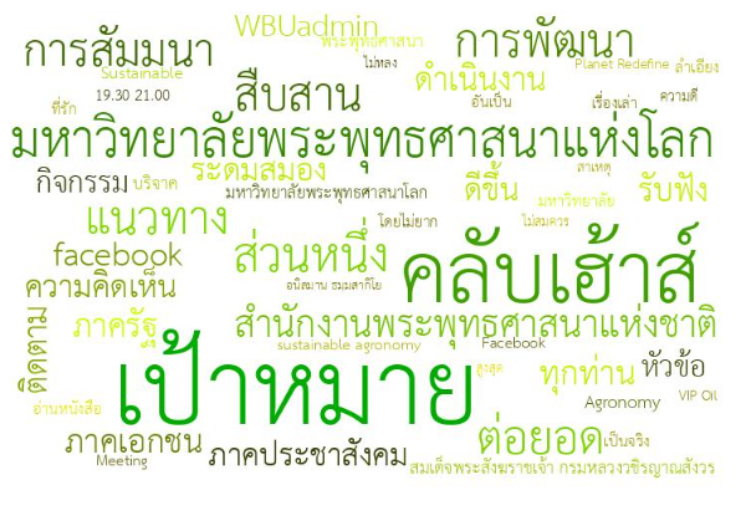 WBUadmin
การสัมมนา
พระพุทธศาสนา
การพัฒนา
ไม่หลง
Sustainable
Planet Redefine
ลำเอียง
ดำเนินงาน
สืบสาน
19.30 21.00
ที่รัก
อันเป็น
เรื่องเล่า
ความดี
มหาวิทยาลัยพระพุทธศาสนาแห่งโลก
สาเหตุ
ระดมสมอง
กิจกรรม
บริจาค
มหาวิทยาลัยพระพุทธศาสนาโลก
ดีขึ้น
มหาวิทยาลัย
รับฟัง
แนวทาง
โดยไม่ยาก
ไม่สมควร
facebook
ส่วนหนึ่ง
คลับเฮ้าส์
ความคิดเห็น
อนิลมาน ธมฺมสากิโย
ติดตาม
ภาครัฐ
สำนักงานพระพุทธศาสนาแห่งชาติ
sustainable agronomy
Facebook
เป้าหมาย
สูงสุด
ทุกท่าน
หัวข้อ
อ่านหนังสือ
Agronomy
VIP Oil
ภาคเอกชน
ต่อยอด
เป็นจริง
Meeting
ภาคประชาสังคม
สมเด็จพระสังฆราชเจ้า กรมหลวงวชิรญาณสังวร